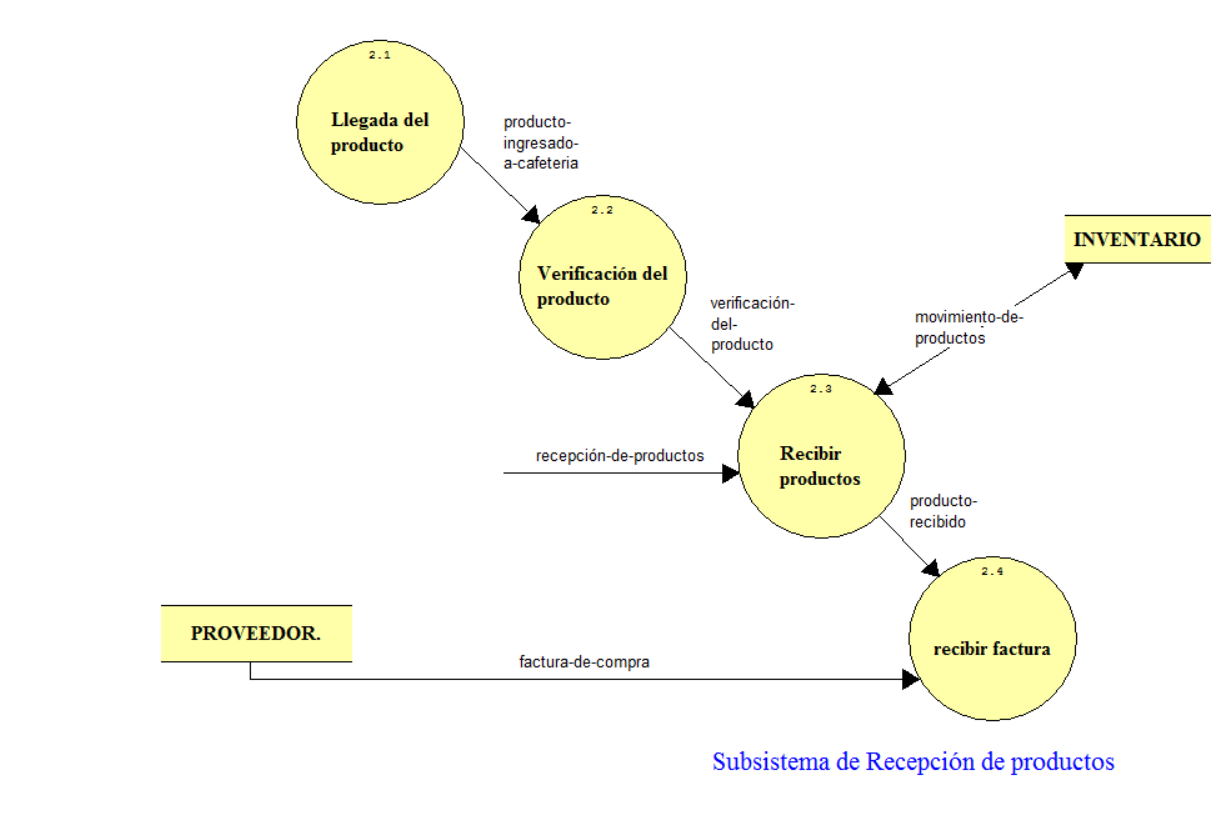 2.1
Llegada del
producto
producto-
ingresado-
a-cafeteria
2.2
Verificación del
producto
INVENTARIO
verificación-
del-
producto
movimiento-de-
productos
2.3
Recibir
productos
recepción-de-productos
producto-
recibido
2.4
recibir factura
PROVEEDOR.
factura-de-compra
Subsistema de Recepción de productos